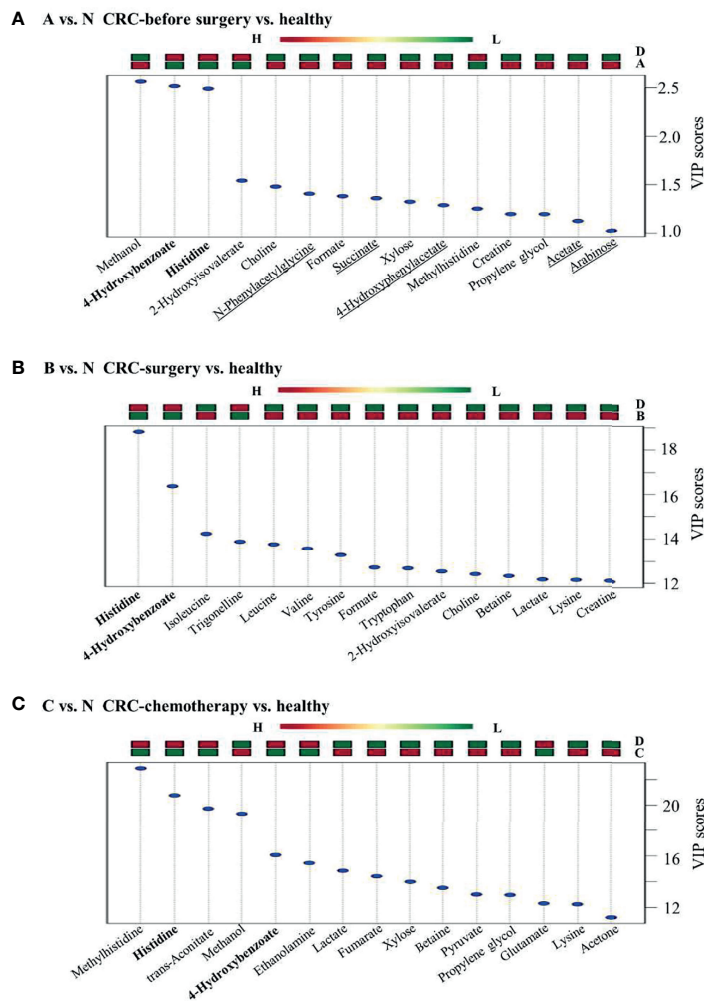 A A vs. N CRC-before surgery vs. healthy
H L
D
A
2.5
2.0
1.5
1.0
VIP scores
Methanol
4-Hydroxybenzoate
Histidine
2-Hydroxyisovalerate
Choline
N-Phenylacetylglycine
Formate
Succinate
Xylose
4-Hydroxyphenylacetate
Methylhistidine
Creatine
Propylene glycol
Acetate
Arabinose
B B vs. N CRC-surgery vs. healthy
H L
D
B
18
16
14
12
VIP scores
Histidine
4-Hydroxybenzoate
Isoleucine
Trigonelline
Leucine
Valine
Tyrosine
Formate
Tryptophan
2-Hydroxyisovalerate
Choline
Betaine
Lactate
Lysine
Creatine
C C vs. N CRC-chemotherapy vs. healthy
H L
D
C
20
16
12
VIP scores
Methylhistidine
Histidine
trans-Aconitate
Methanol
4-Hydroxybenzoate
Ethanolamine
Lactate
Fumarate
Xylose
Betaine
Pyruvate
Propylene glycol
Glutamate
Lysine
Acetone